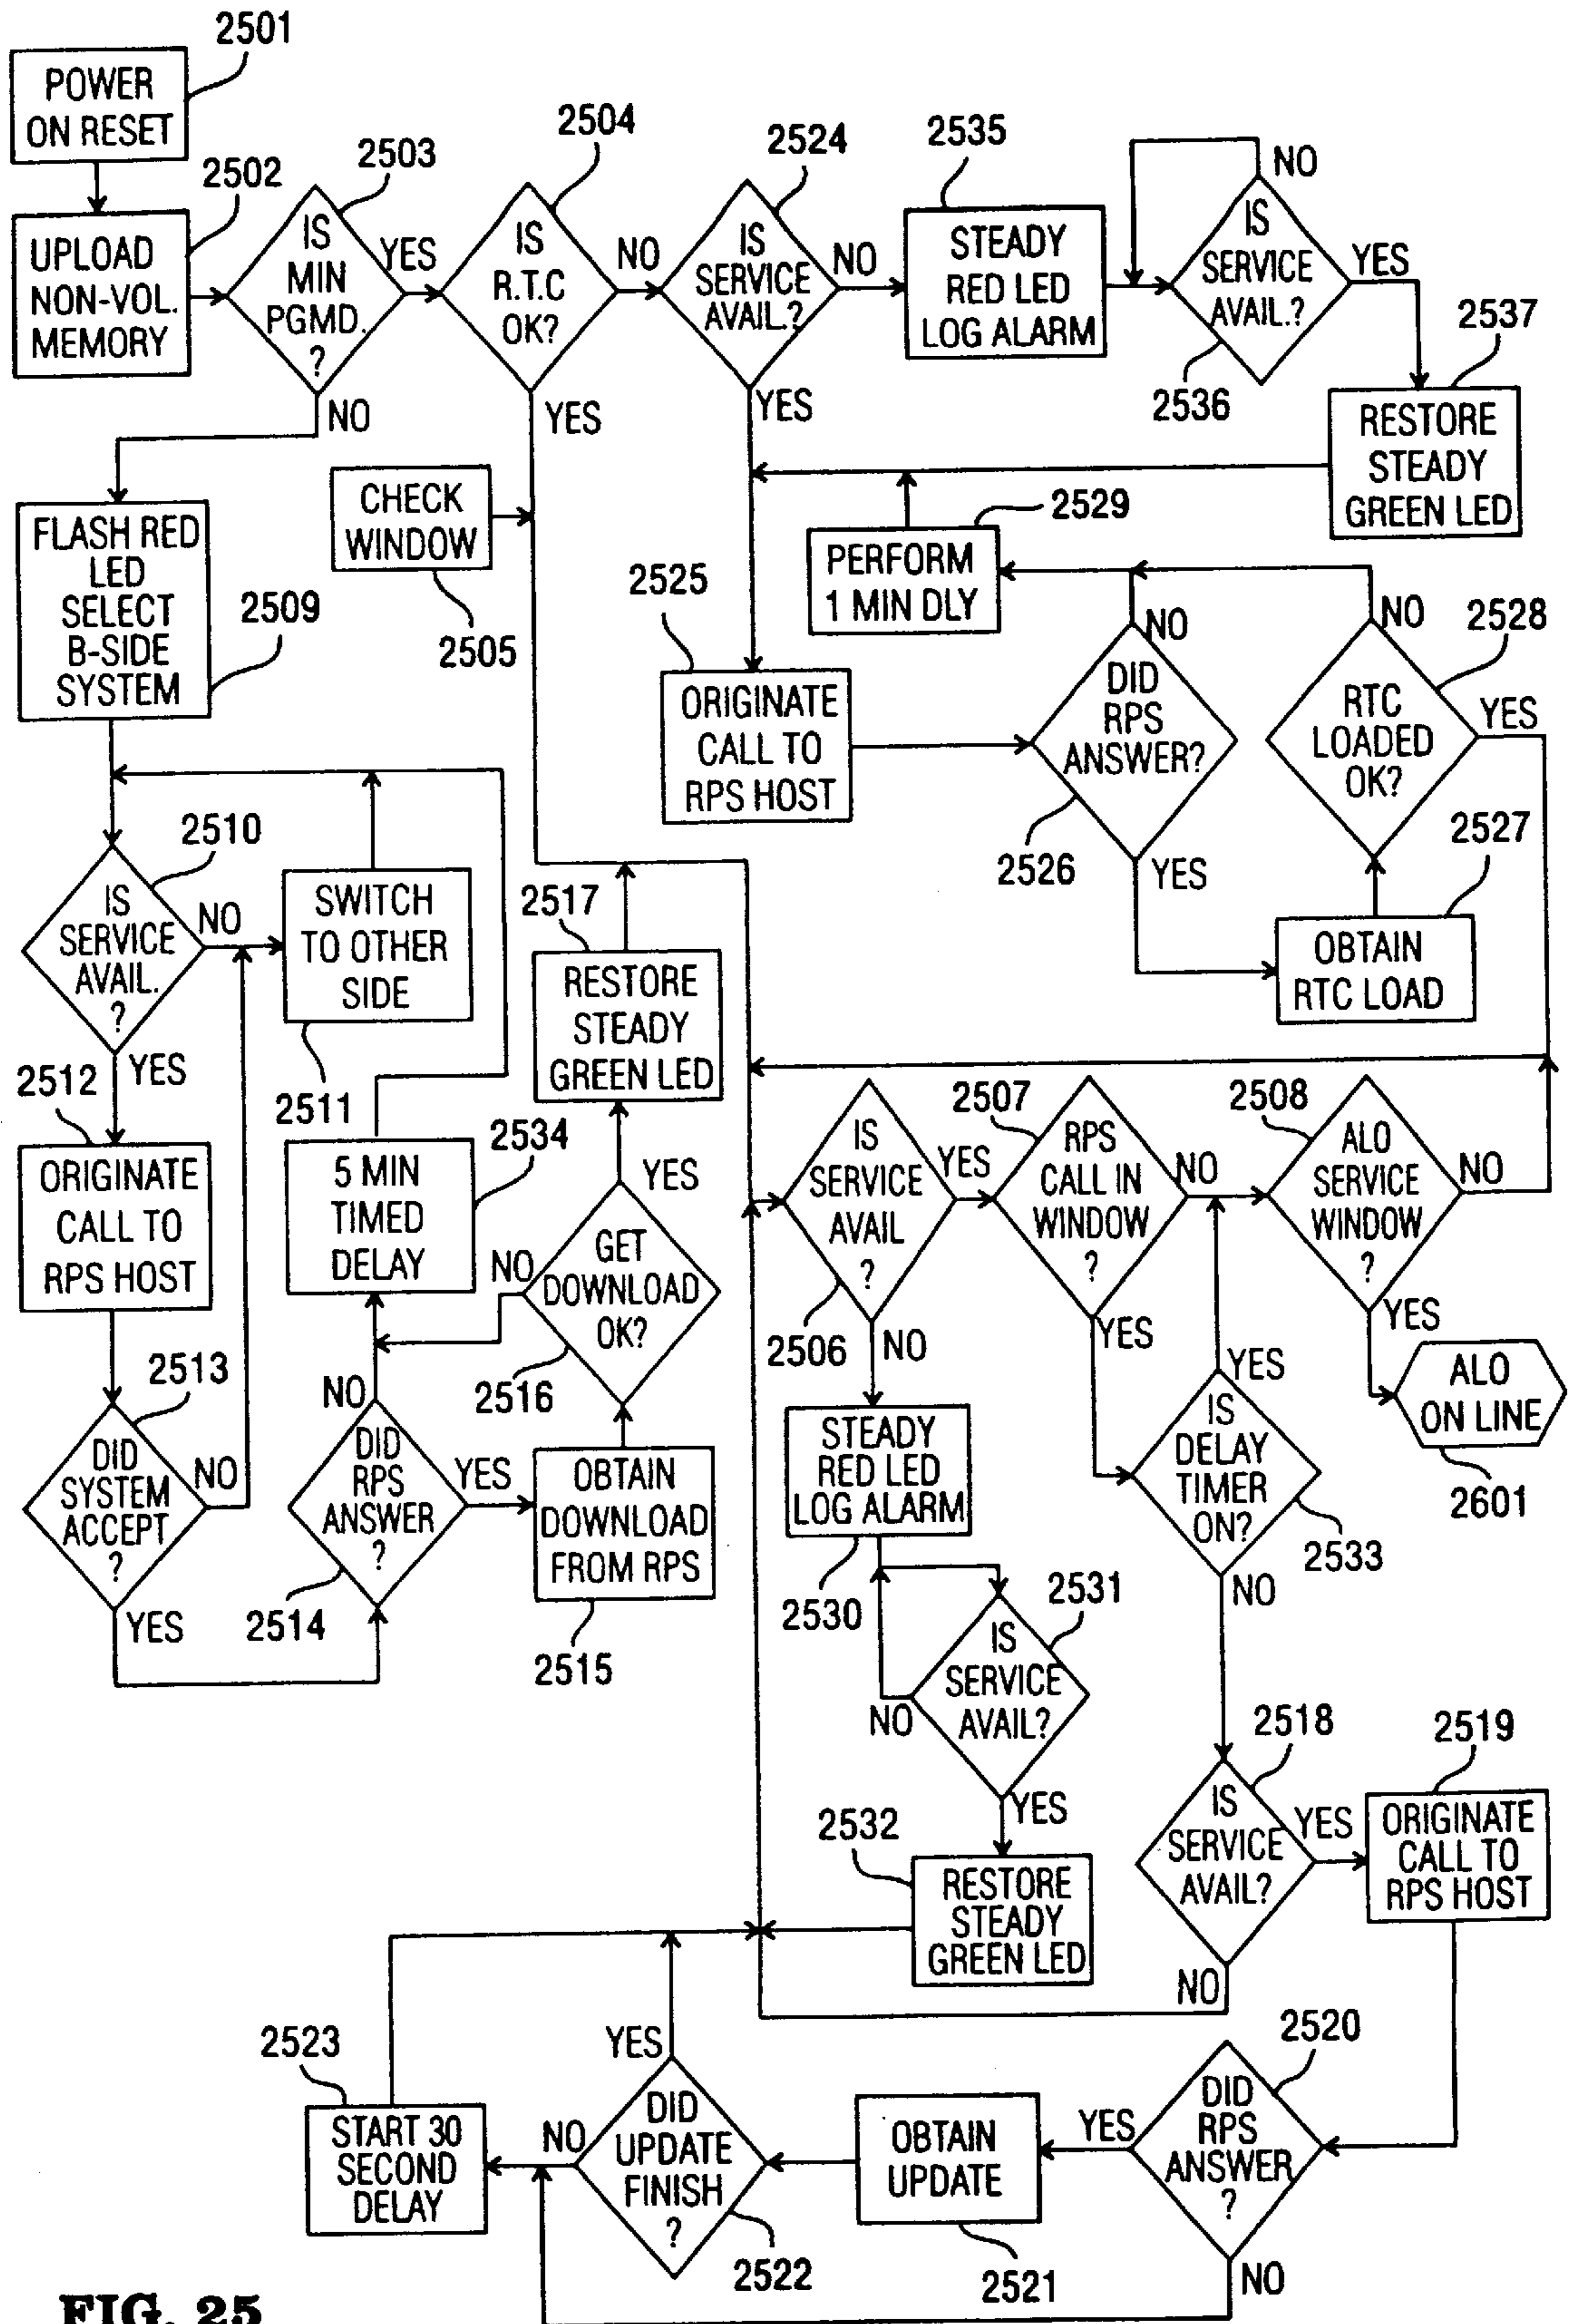 2501
POWER
ON RESET
2502
UPLOAD
NON-VOL.
MEMORY
2503
IS
MIN
PGMD.
?
YES
NO
2504
IS
R.T.C
OK?
NO
YES
2524
IS
SERVICE
AVAIL.?
NO
YES
2535
STEADY
RED LED
LOG ALARM
NO
IS
SERVICE
AVAIL.?
YES
2536
2537
RESTORE
STEADY
GREEN LED
FLASH RED
LED
SELECT
B-SIDE
SYSTEM
2509
CHECK
WINDOW
2505
2529
PERFORM
1 MIN DLY
2525
ORIGINATE
CALL TO
RPS HOST
NO
DID
RPS
ANSWER?
2526
YES
NO
2528
RTC
LOADED
OK?
YES
2527
OBTAIN
RTC LOAD
2510
IS
SERVICE
AVAIL.
?
NO
YES
SWITCH
TO OTHER
SIDE
2511
2517
RESTORE
STEADY
GREEN LED
2512
ORIGINATE
CALL TO
RPS HOST
2534
5 MIN
TIMED
DELAY
YES
NO
GET
DOWNLOAD
OK?
2516
2513
DID
SYSTEM
ACCEPT
?
NO
YES
NO
DID
RPS
ANSWER
?
YES
2514
OBTAIN
DOWNLOAD
FROM RPS
2515
IS
SERVICE
AVAIL
?
YES
2506
NO
2507
RPS
CALL IN
WINDOW
?
NO
YES
2508
ALO
SERVICE
WINDOW
?
NO
YES
ALO
ON LINE
2601
STEADY
RED LED
LOG ALARM
2530
YES
IS
DELAY
TIMER
ON?
2533
NO
2531
IS
SERVICE
AVAIL?
NO
YES
2532
RESTORE
STEADY
GREEN LED
2518
IS
SERVICE
AVAIL?
YES
NO
2519
ORIGINATE
CALL TO
RPS HOST
2523
START 30
SECOND
DELAY
YES
NO
DID
UPDATE
FINISH
?
2522
OBTAIN
UPDATE
2521
YES
2520
DID
RPS
ANSWER
?
NO
FIG. 25